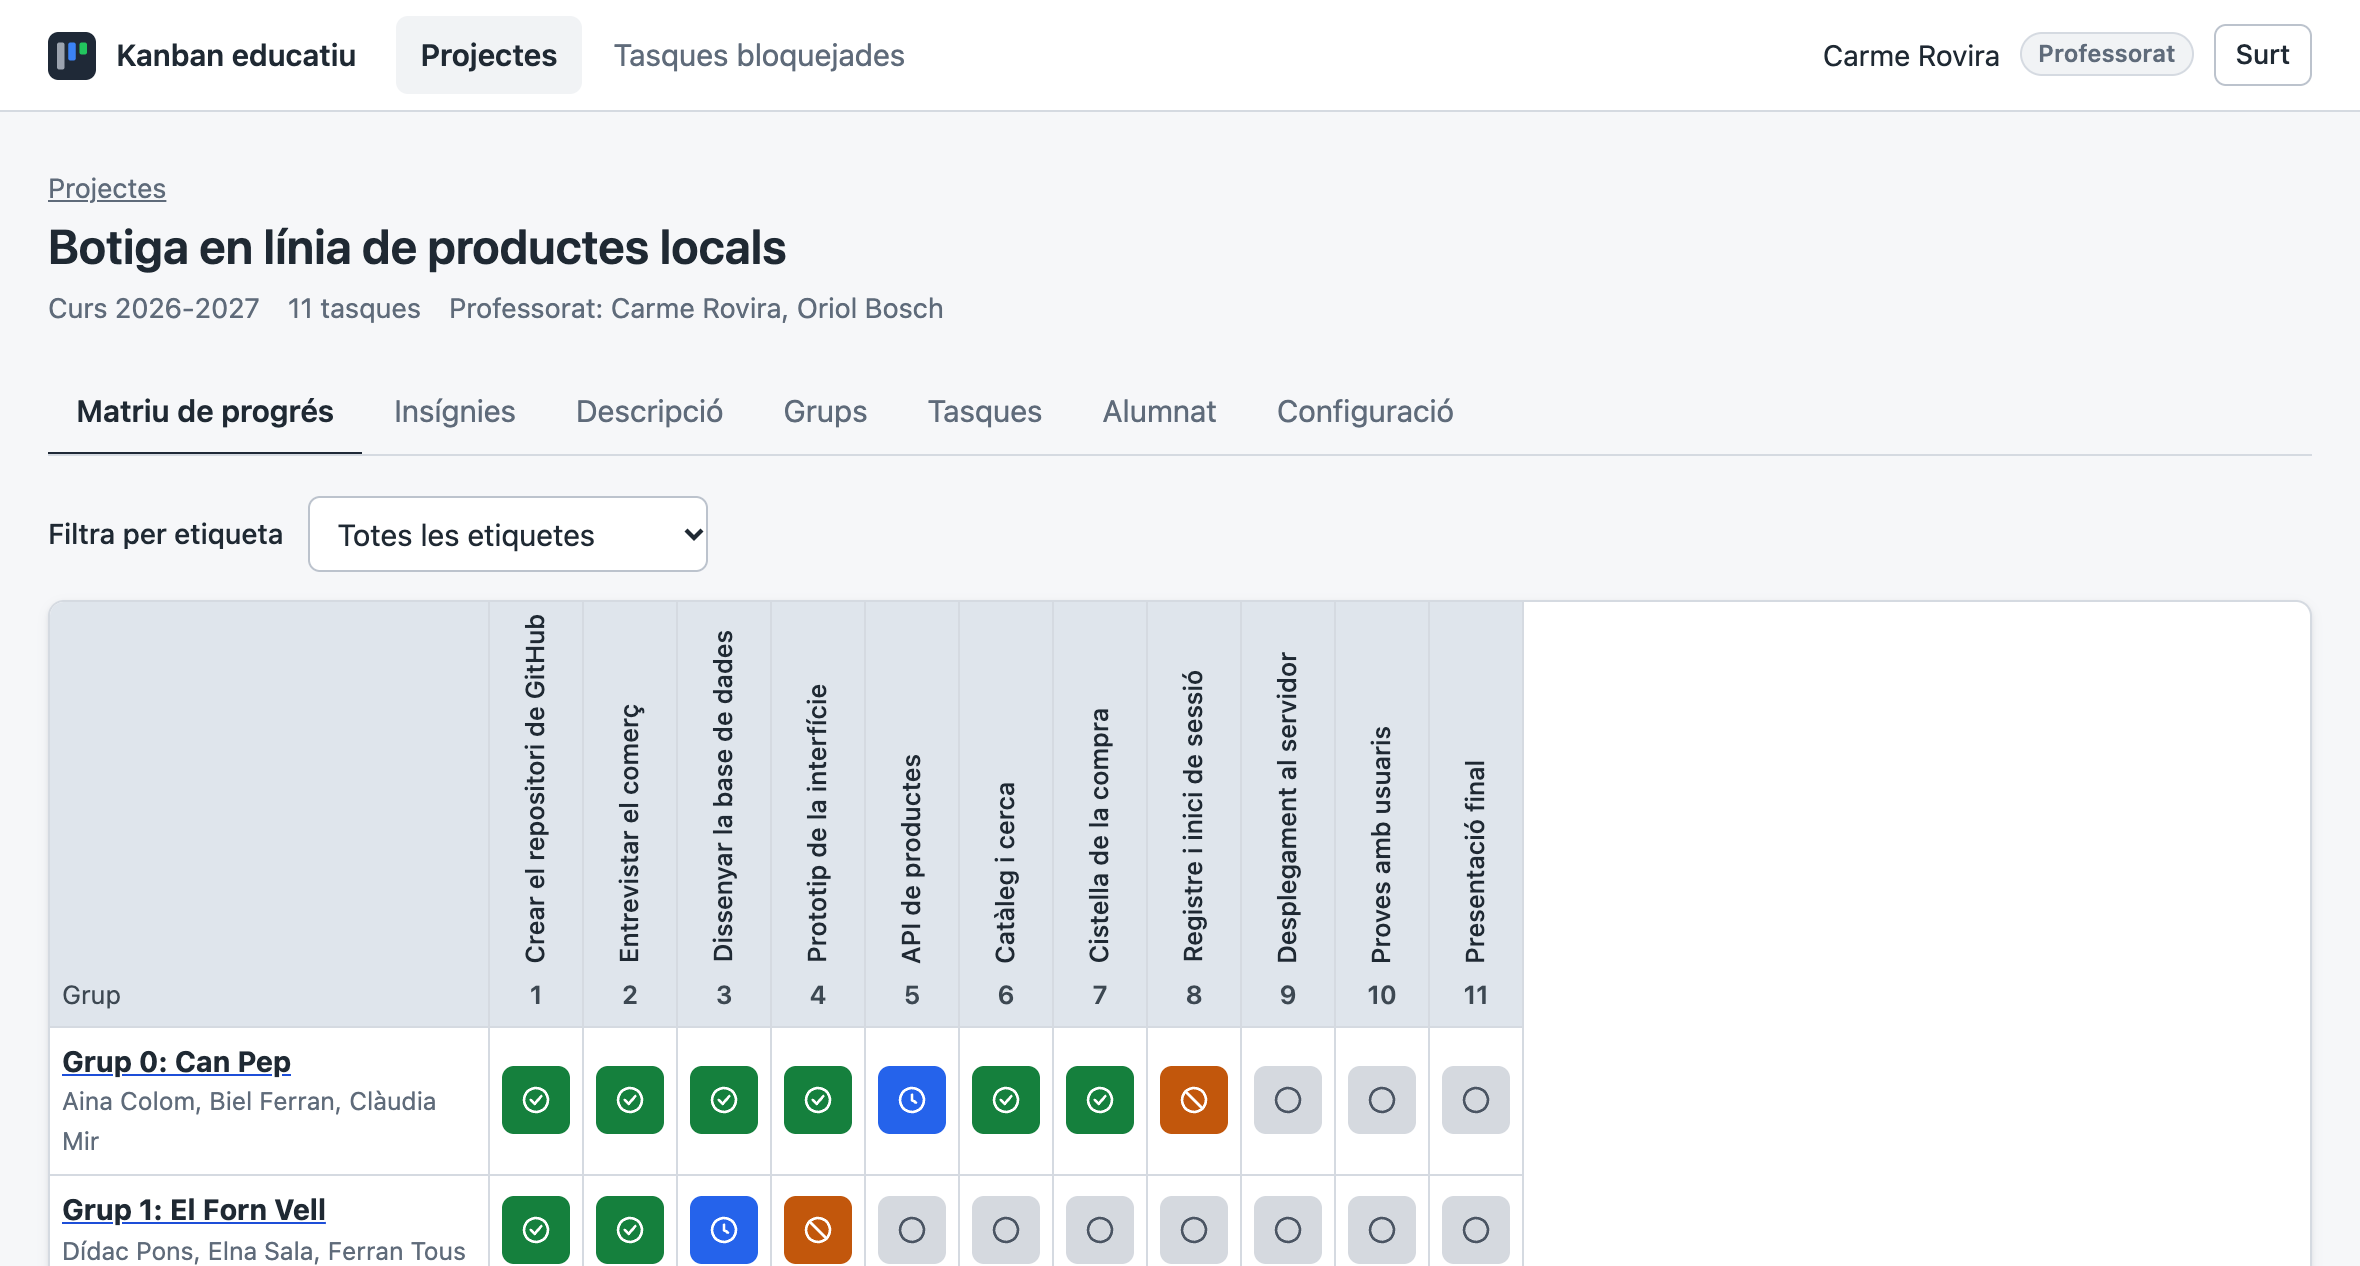 Kanban educatiu
Projectes
Tasques bloquejades
Carme Rovira
Professorat
Surt
Projectes
Botiga en línia de productes locals
Curs 2026-2027 11 tasques Professorat: Carme Rovira, Oriol Bosch
Matriu de progrés
Insígnies
Descripció
Grups
Tasques
Alumnat
Configuració
Filtra per etiqueta
Totes les etiquetes
Grup
Crear el repositori de GitHub
1
Entrevistar el comerç
2
Dissenyar la base de dades
3
Prototip de la interfície
4
API de productes
5
Catàleg i cerca
6
Cistella de la compra
7
Registre i inici de sessió
8
Desplegament al servidor
9
Proves amb usuaris
10
Presentació final
11
Grup 0: Can Pep
Aina Colom, Biel Ferran, Clàudia
Mir
Grup 1: El Forn Vell
Dídac Pons, Elna Sala, Ferran Tous